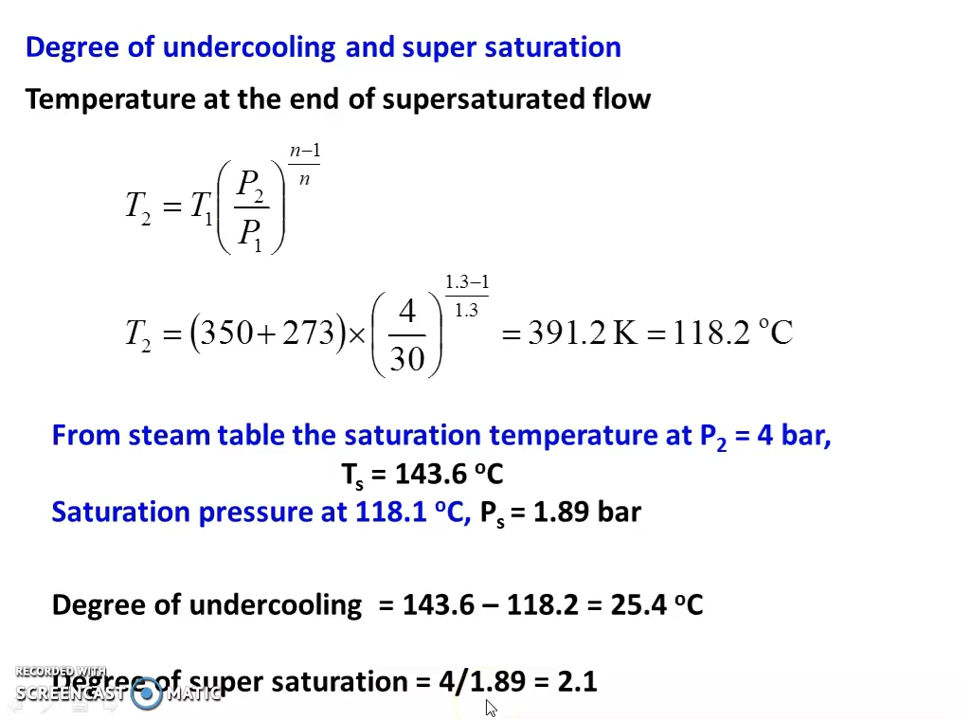 Degree of undercooling and super saturation
Temperature at the end of supersaturated flow
T₂ = T₁(P₂/P₁)^((n−1)/n)
T₂ = (350+273)×(4/30)^((1.3−1)/1.3) = 391.2 K = 118.2 °C
From steam table the saturation temperature at P₂ = 4 bar,
Tₛ = 143.6 °C
Saturation pressure at 118.1 °C, Pₛ = 1.89 bar
Degree of undercooling = 143.6 – 118.2 = 25.4 °C
Degree of super saturation = 4/1.89 = 2.1
RECORDED WITH
SCREENCAST MATIC